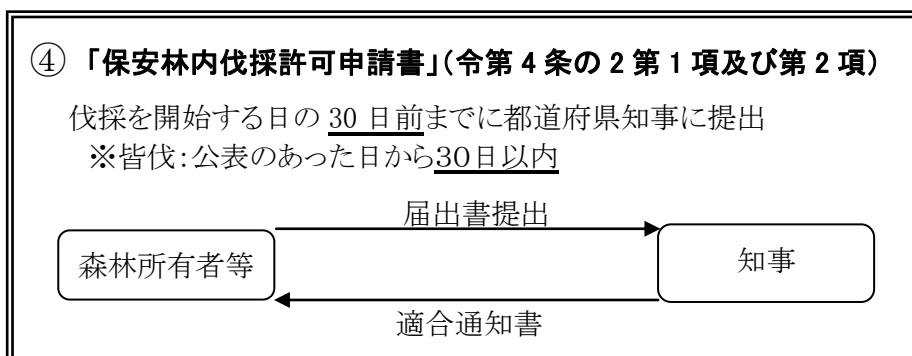 ④「保安林内伐採許可申請書」（令第4条の2第1項及び第2項）
伐採を開始する日の 30 日前までに都道府県知事に提出
※皆伐：公表のあった日から30日以内
届出書提出
森林所有者等
知事
適合通知書